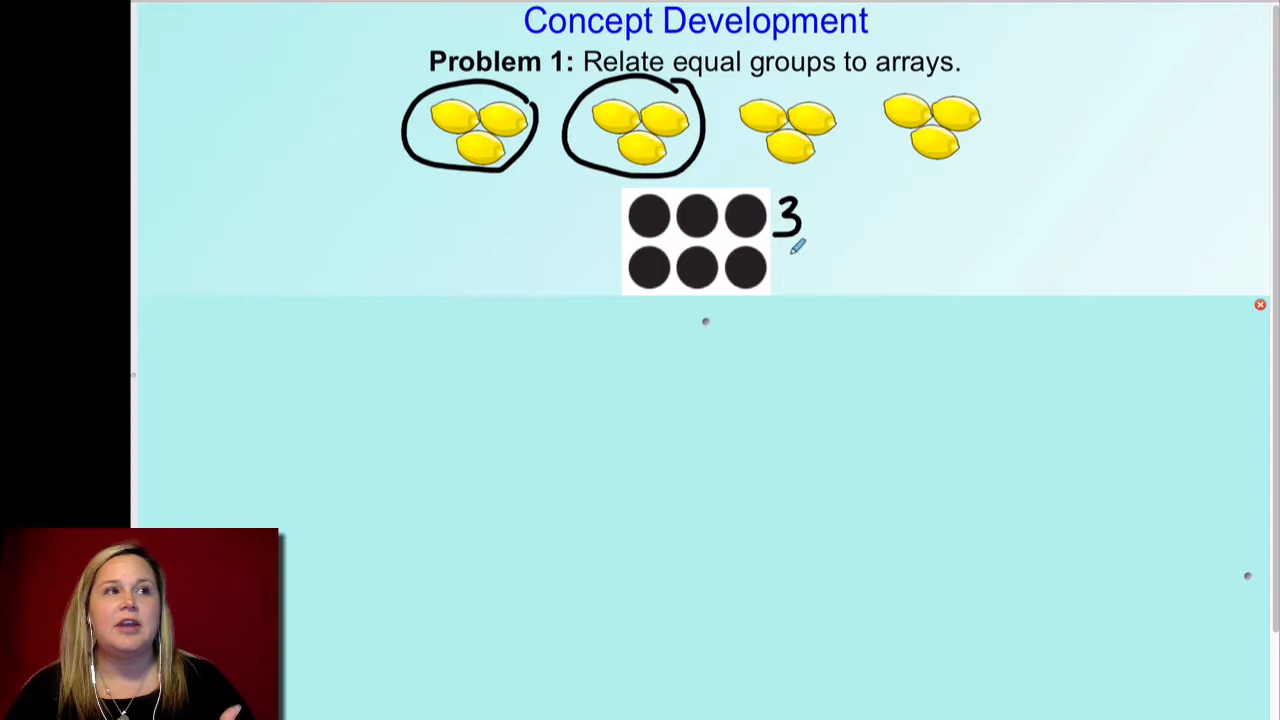 Concept Development
Problem 1: Relate equal groups to arrays.
3